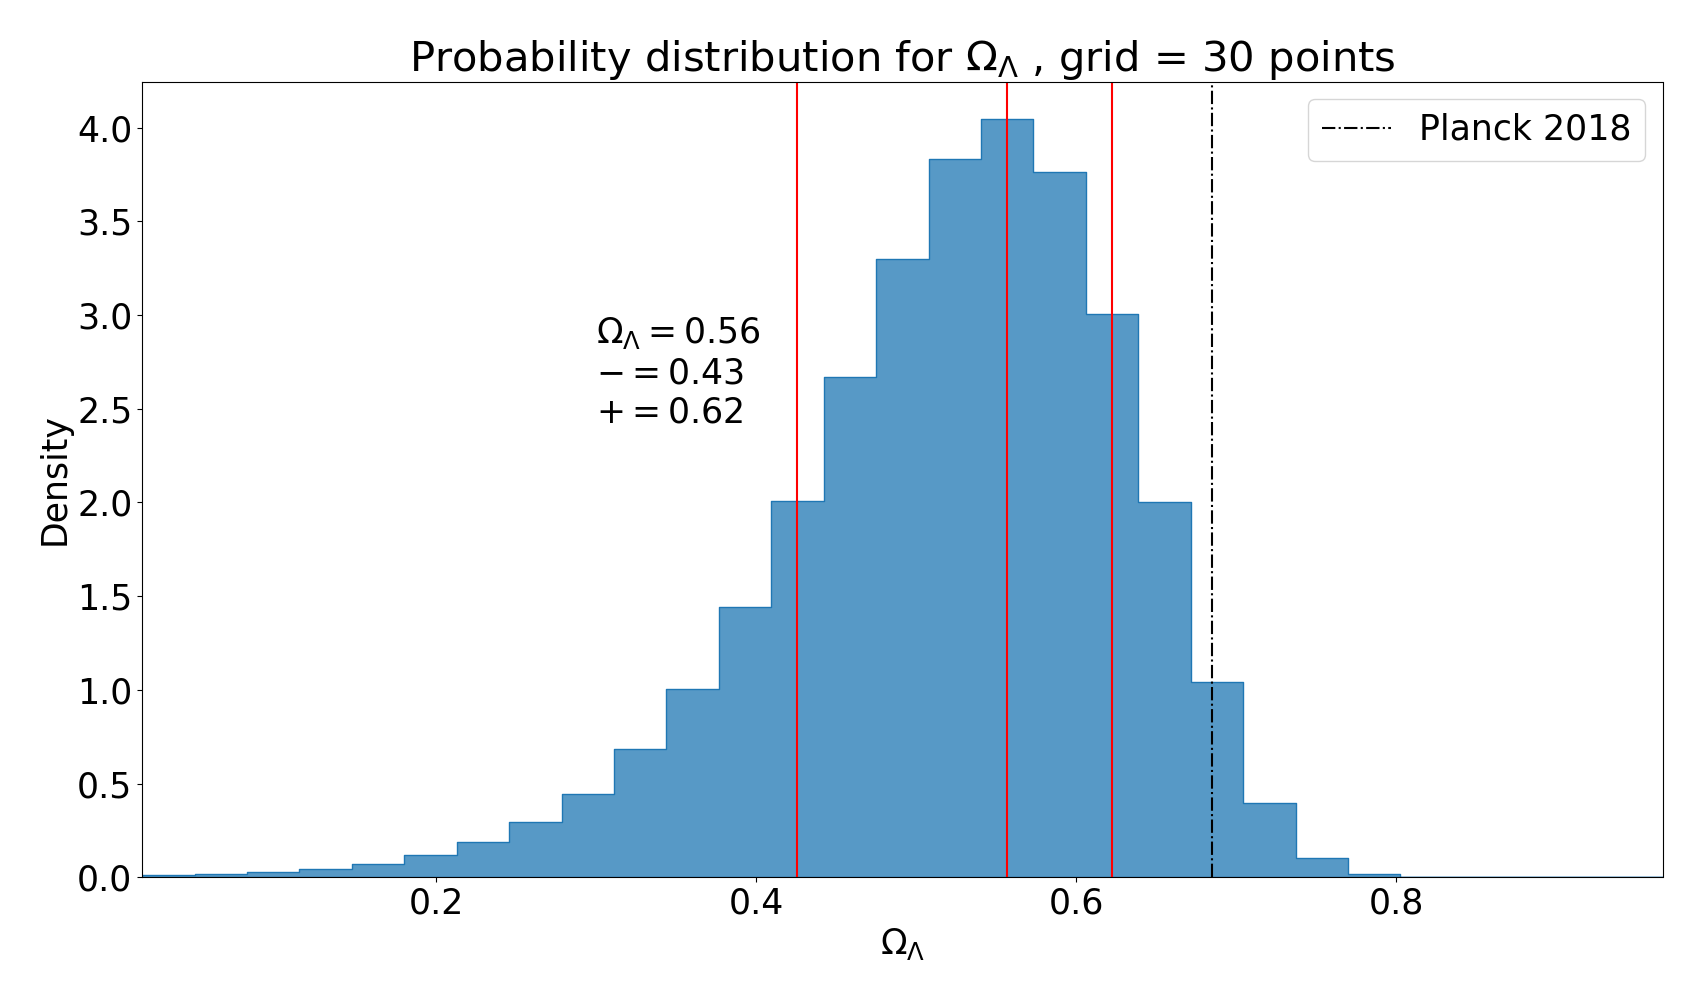 Probability distribution for Ω_Λ , grid = 30 points
Planck 2018
4.0
3.5
3.0
2.5
2.0
1.5
1.0
0.5
0.0
Density
Ω_Λ = 0.56
− = 0.43
+ = 0.62
0.2 0.4 0.6 0.8
Ω_Λ